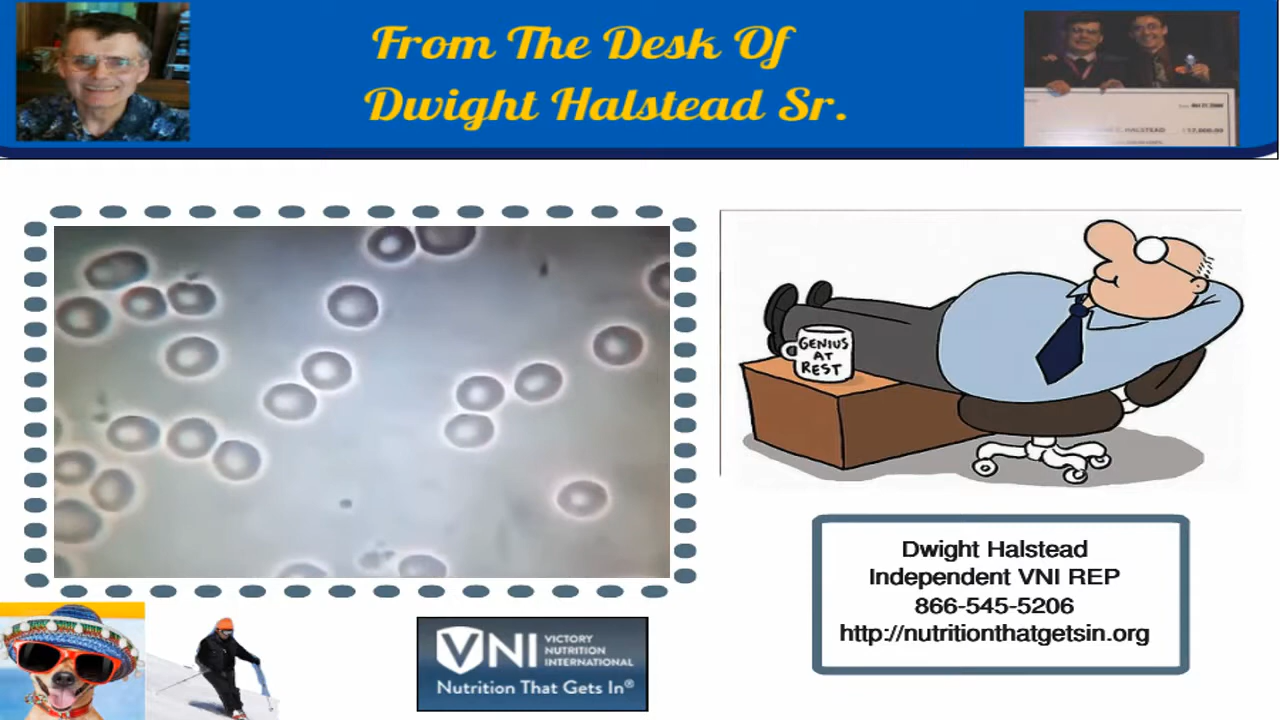 From The Desk Of
Dwight Halstead Sr.
C. HALSTEAD
GENIUS
AT
REST
Dwight Halstead
Independent VNI REP
866-545-5206
http://nutritionthatgetsin.org
VNI VICTORY
NUTRITION
INTERNATIONAL
Nutrition That Gets In®